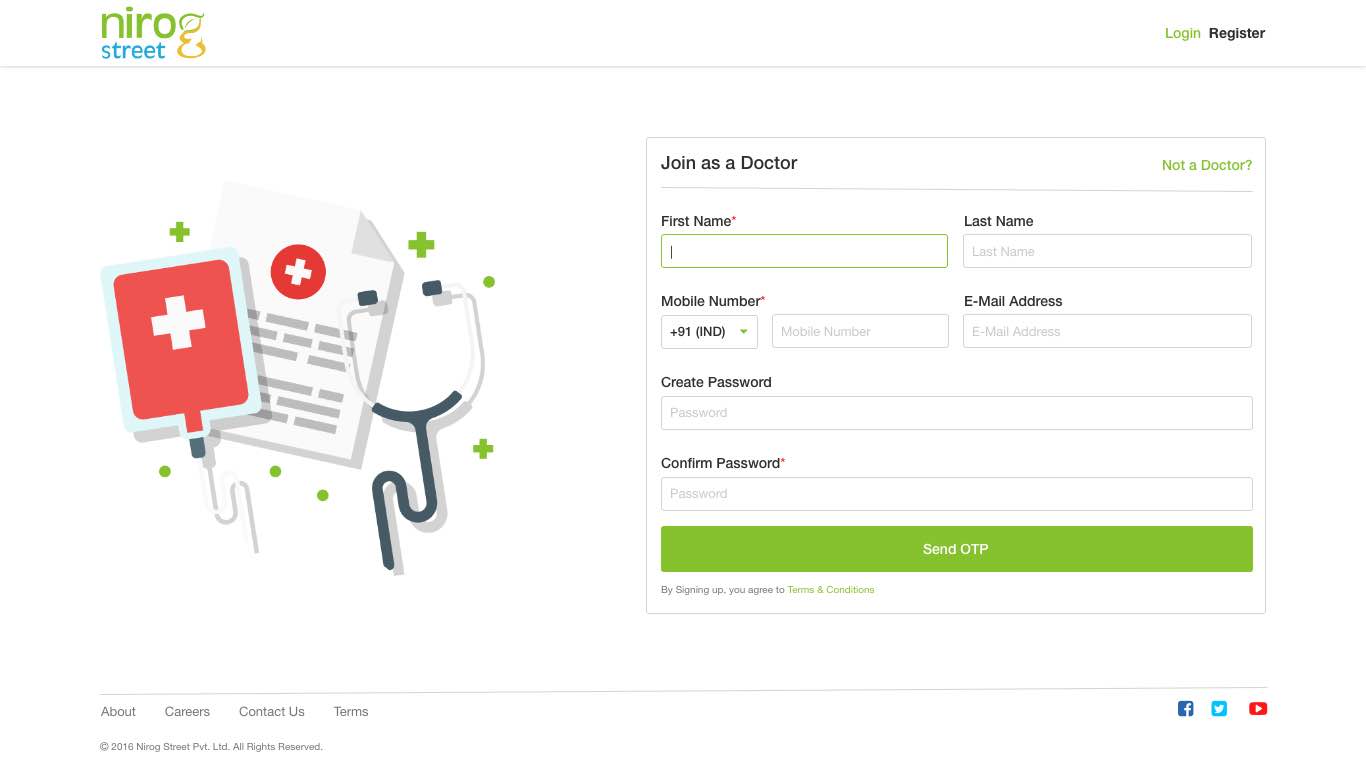 nirog
street
Login Register
Join as a Doctor
Not a Doctor?
First Name*
Last Name
Last Name
Mobile Number*
E-Mail Address
+91 (IND)
Mobile Number
E-Mail Address
Create Password
Password
Confirm Password*
Password
Send OTP
By Signing up, you agree to Terms & Conditions
About Careers Contact Us Terms
© 2016 Nirog Street Pvt. Ltd. All Rights Reserved.